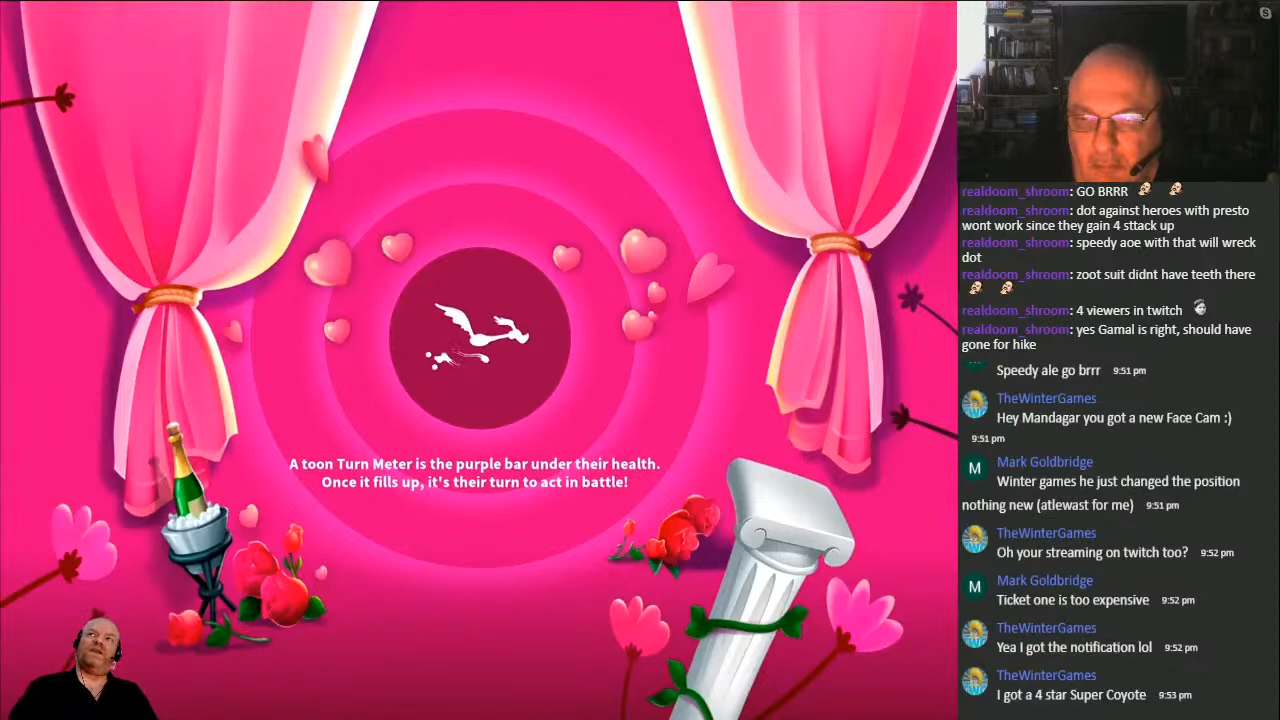 A toon Turn Meter is the purple bar under their health.
Once it fills up, it's their turn to act in battle!
realdoom_shroom: GO BRRR
realdoom_shroom: dot against heroes with presto
wont work since they gain 4 sttack up
realdoom_shroom: speedy aoe with that will wreck
dot
realdoom_shroom: zoot suit didnt have teeth there
realdoom_shroom: 4 viewers in twitch
realdoom_shroom: yes Gamal is right, should have
gone for hike
Speedy ale go brrr 9:51 pm
TheWinterGames
Hey Mandagar you got a new Face Cam :)
9:51 pm
M Mark Goldbridge
Winter games he just changed the position
nothing new (atlewast for me) 9:51 pm
TheWinterGames
Oh your streaming on twitch too? 9:52 pm
M Mark Goldbridge
Ticket one is too expensive 9:52 pm
TheWinterGames
Yea I got the notification lol 9:52 pm
TheWinterGames
I got a 4 star Super Coyote 9:53 pm